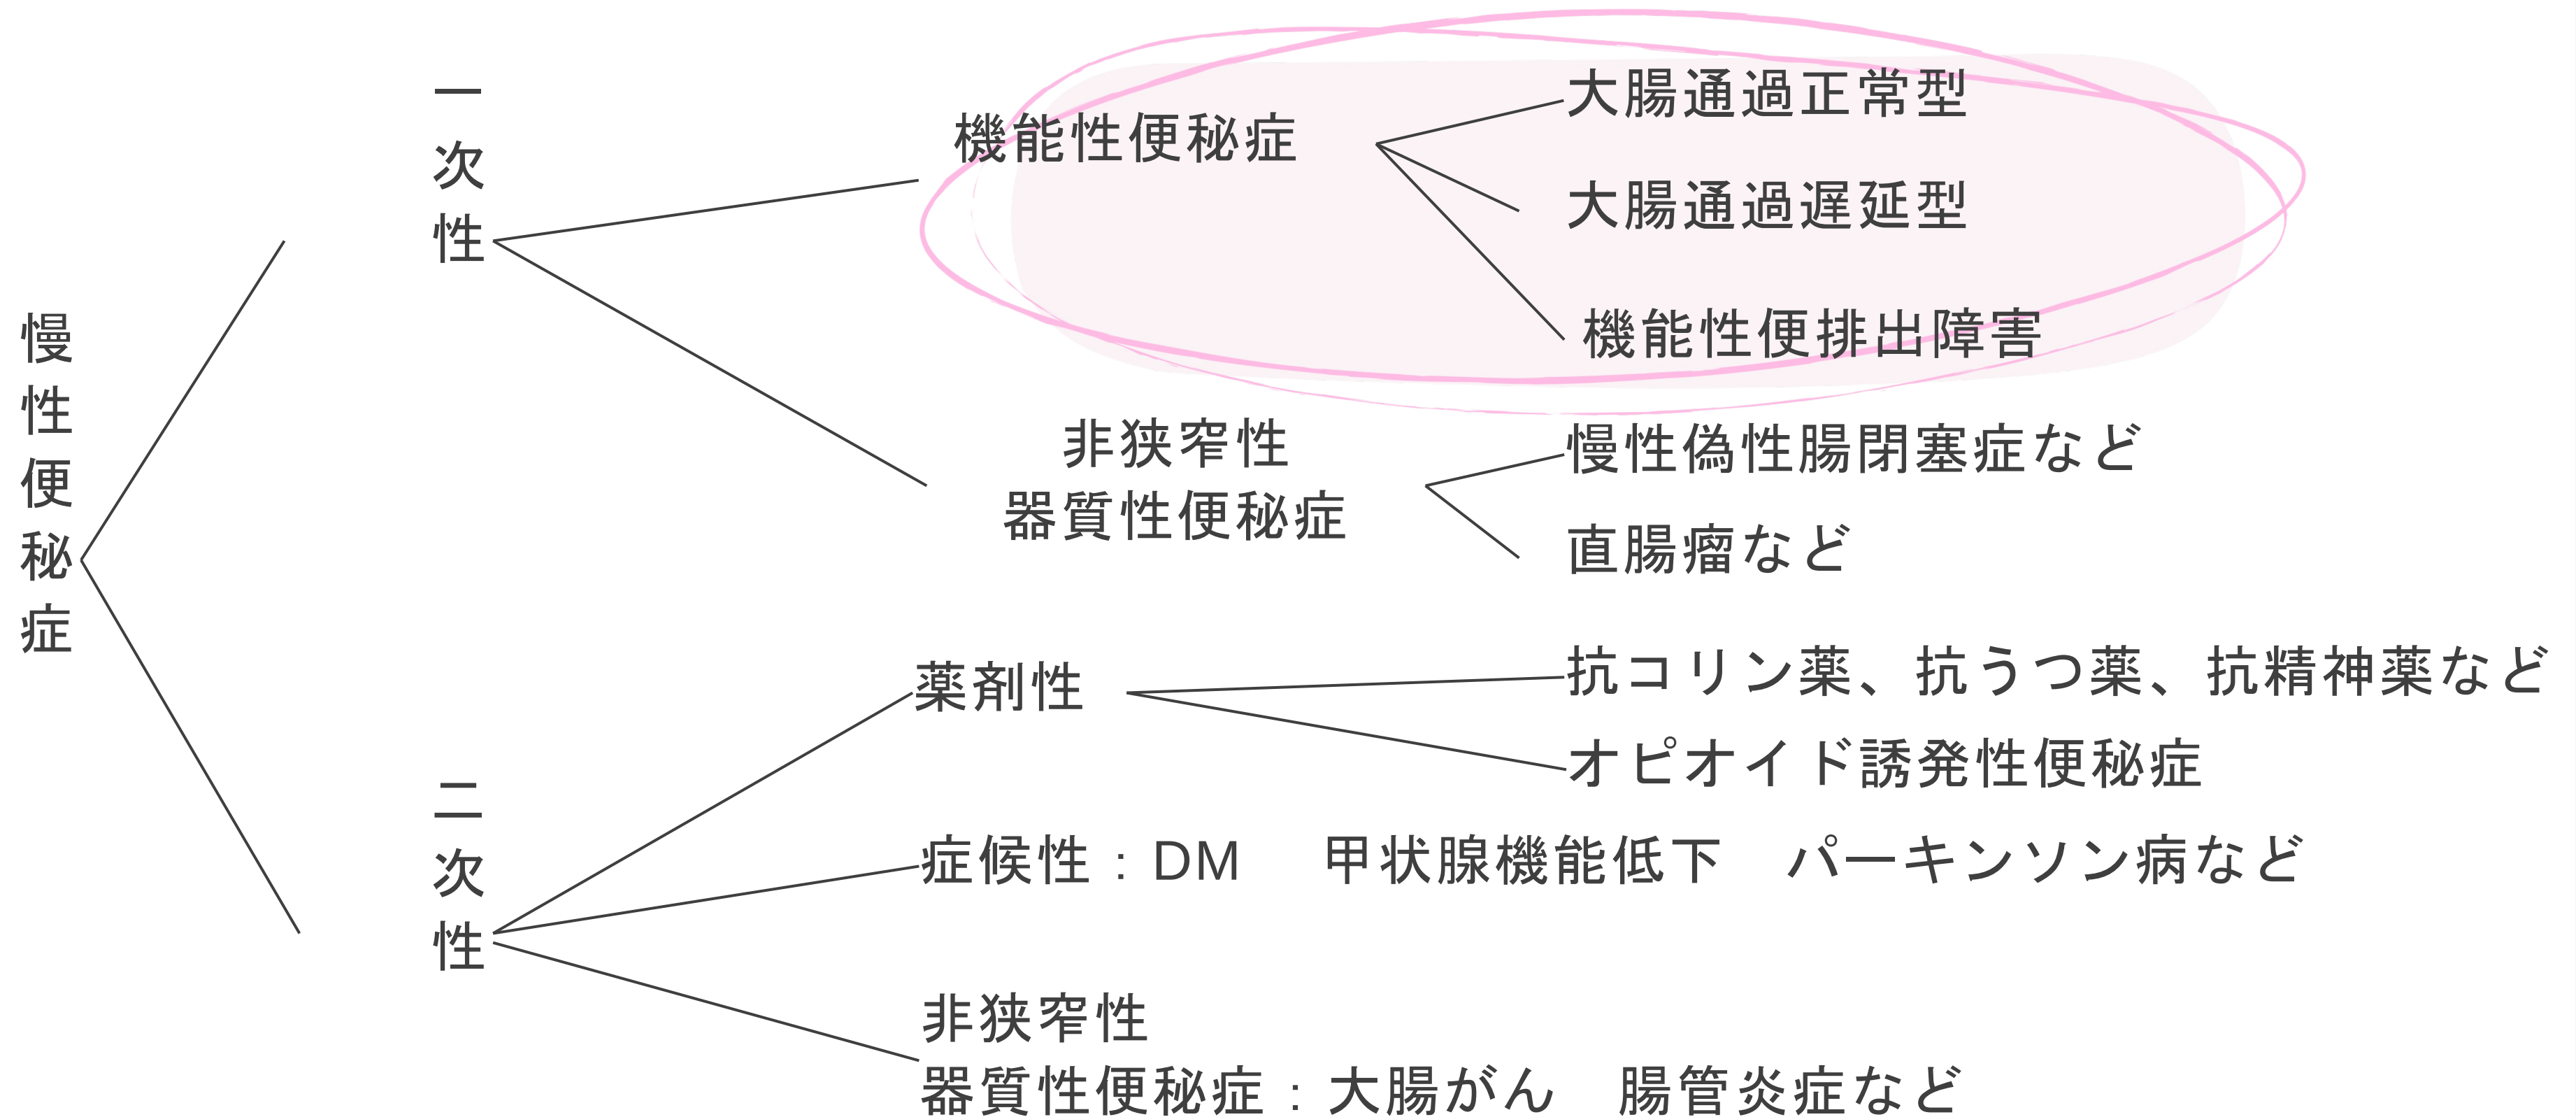 慢性便秘症
一次性
機能性便秘症
大腸通過正常型
大腸通過遅延型
機能性便排出障害
非狭窄性
器質性便秘症
慢性偽性腸閉塞症など
直腸瘤など
二次性
薬剤性
抗コリン薬、抗うつ薬、抗精神薬など
オピオイド誘発性便秘症
症候性：DM　甲状腺機能低下　パーキンソン病など
非狭窄性
器質性便秘症：大腸がん　腸管炎症など